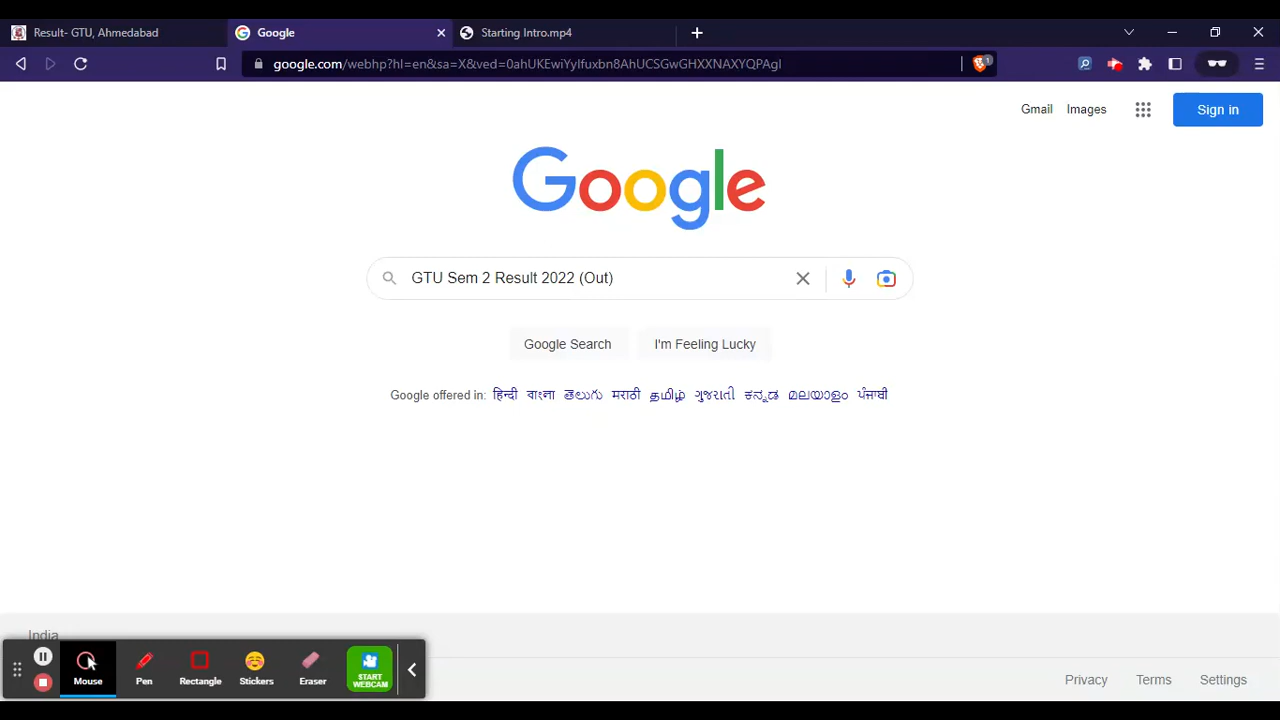 Result- GTU, Ahmedabad
Google
Starting Intro.mp4
google.com/webhp?hl=en&sa=X&ved=0ahUKEwiYyIfuxbn8AhUCSGwGHXXNAXYQPAgI
1
Gmail Images Sign in
Google
GTU Sem 2 Result 2022 (Out)
Google Search I'm Feeling Lucky
Google offered in: हिन्दी বাংলা తెలుగు मराठी தமிழ் ગુજરાતી ಕನ್ನಡ മലയാളം ਪੰਜਾਬੀ
India
Mouse Pen Rectangle Stickers Eraser START WEBCAM
Privacy Terms Settings